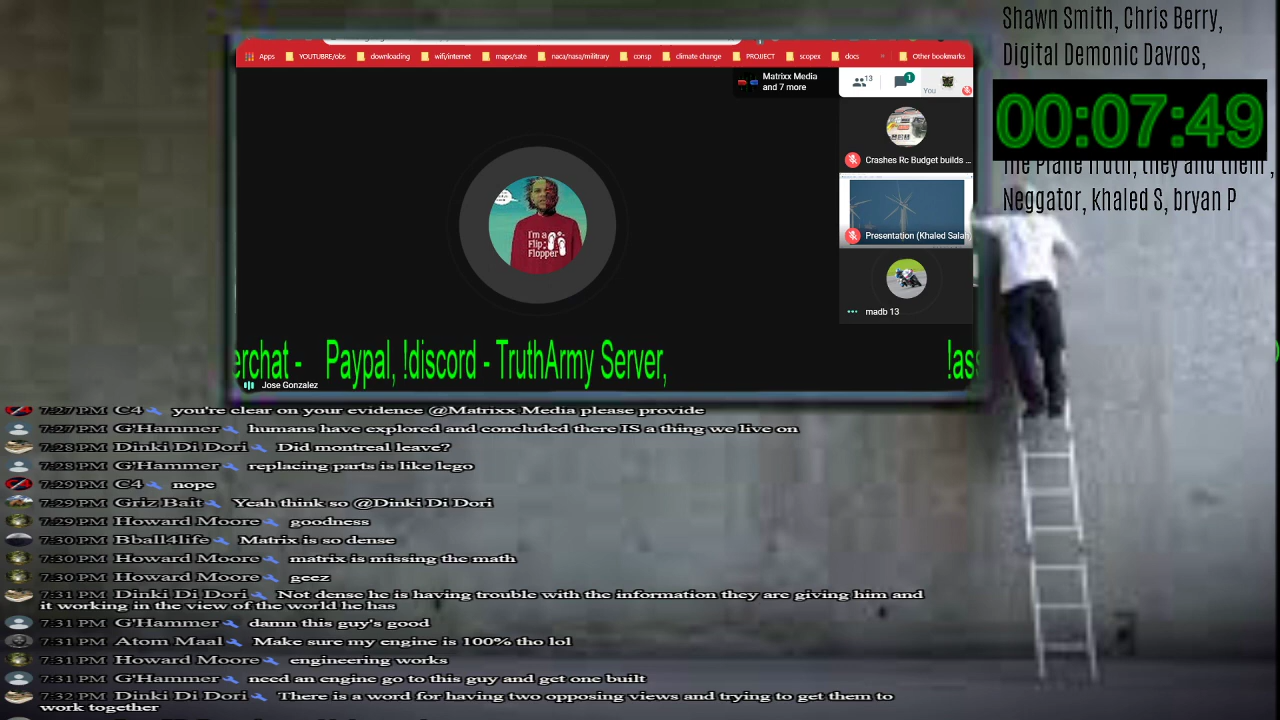 Shawn Smith, Chris Berry,
Digital Demonic Davros,
00:07:49
The Plane Truth, they and them ,
Neggator, khaled S, bryan P
Apps YOUTUBRE/obs downloading wifi/internet maps/sate naca/nasa/militrary consp climate change PROJECT scopex docs Other bookmarks
Matrixx Media
and 7 more
13
1
You
Crashes Rc Budget builds ...
Presentation (Khaled Salah
madb 13
I'm a
Flip
Flopper
erchat - Paypal, !discord - TruthArmy Server, !ass
Jose Gonzalez
7:27 PM C4 you're clear on your evidence @Matrixx Media please provide
7:27 PM G'Hammer humans have explored and concluded there IS a thing we live on
7:28 PM Dinki Di Dori Did montreal leave?
7:28 PM G'Hammer replacing parts is like lego
7:29 PM C4 nope
7:29 PM Griz Bait Yeah think so @Dinki Di Dori
7:29 PM Howard Moore goodness
7:30 PM Bball4life Matrix is so dense
7:30 PM Howard Moore matrix is missing the math
7:30 PM Howard Moore geez
7:31 PM Dinki Di Dori Not dense he is having trouble with the information they are giving him and
it working in the view of the world he has
7:31 PM G'Hammer damn this guy's good
7:31 PM Atom Maal Make sure my engine is 100% tho lol
7:31 PM Howard Moore engineering works
7:31 PM G'Hammer need an engine go to this guy and get one built
7:32 PM Dinki Di Dori There is a word for having two opposing views and trying to get them to
work together